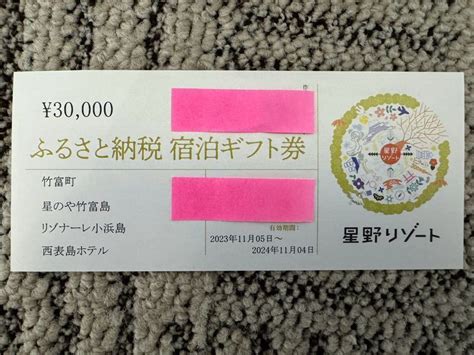 ¥30,000
ふるさと納税 宿泊ギフト券
竹富町
星のや竹富島
リゾナーレ小浜島
西表島ホテル
有効期間：
2023年11月05日～
2024年11月04日
星野リゾート
星野リゾート